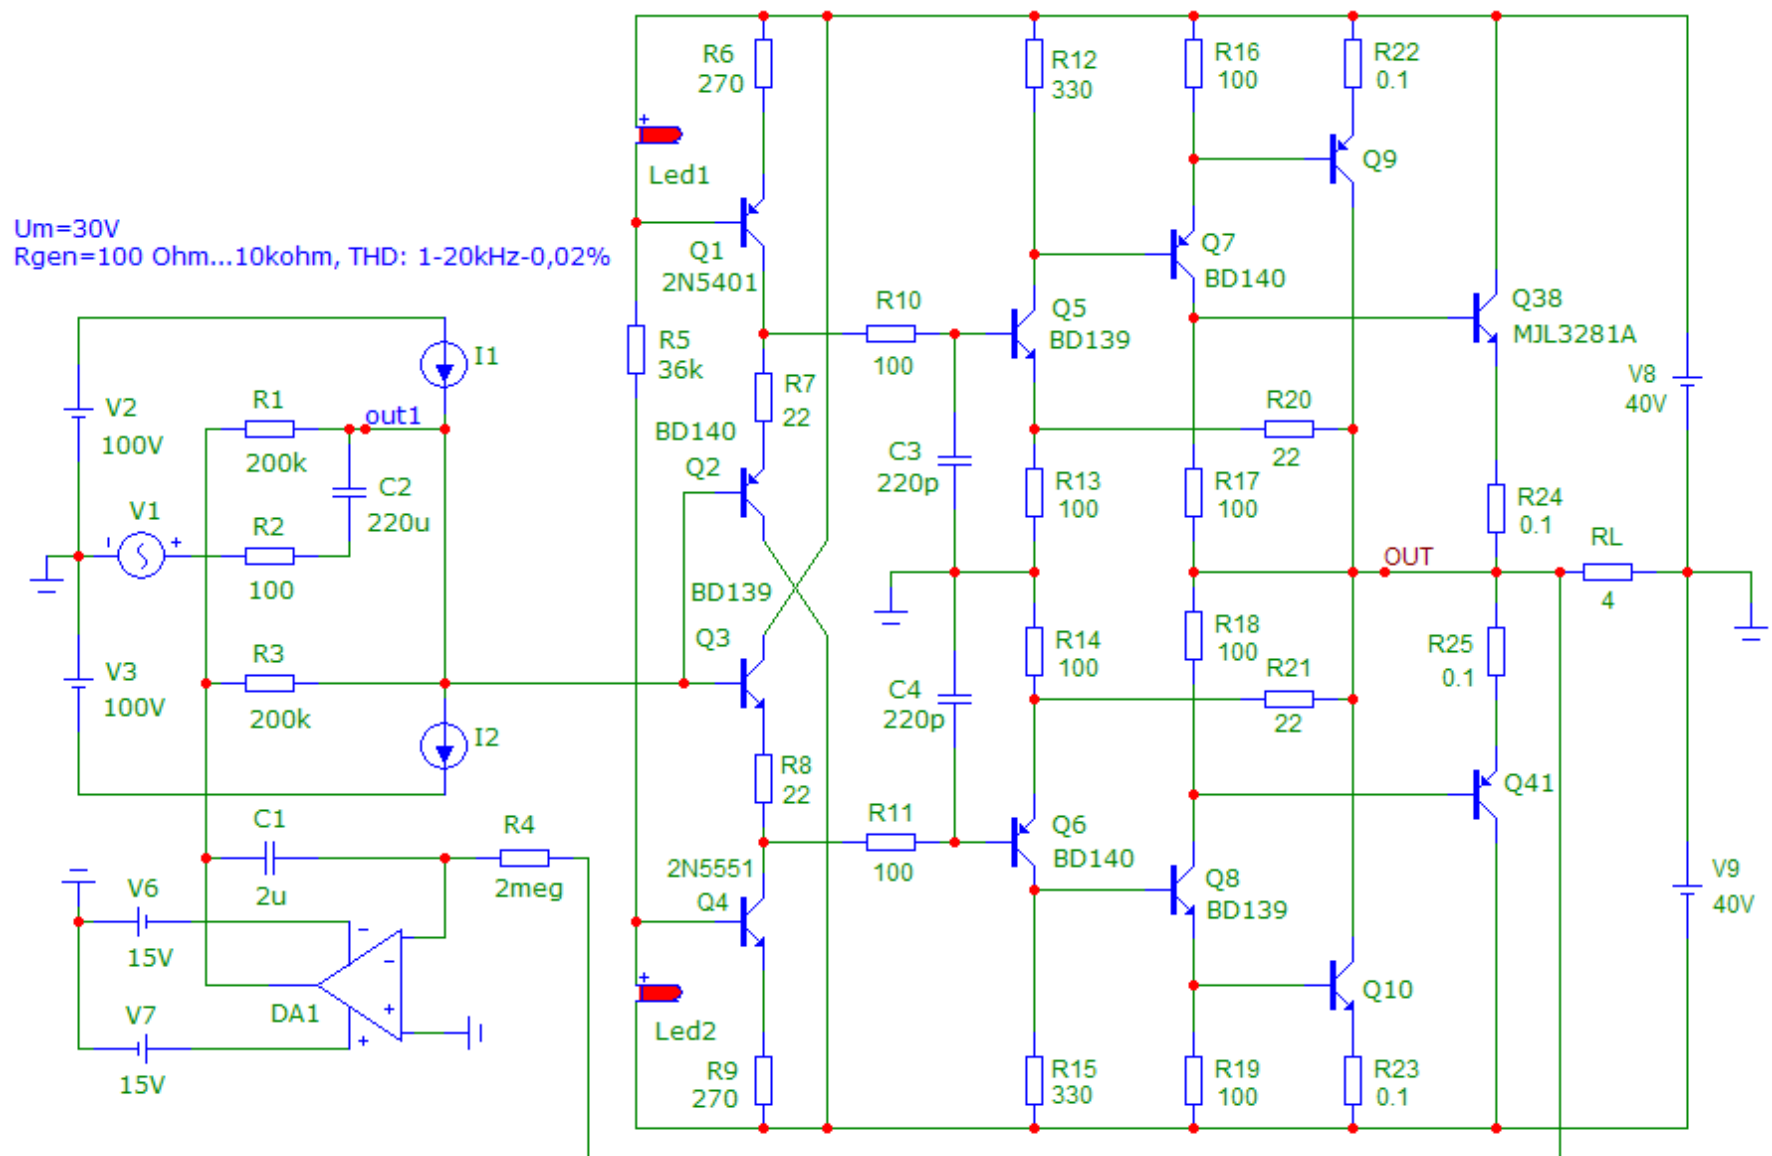 Um=30V
Rgen=100 Ohm...10kohm, THD: 1-20kHz-0,02%
V2
100V
V1
V3
100V
R1
200k
out1
C2
220u
R2
100
R3
200k
I1
I2
C1
2u
R4
2meg
V6
15V
V7
15V
DA1
R6
270
Led1
Q1
2N5401
R5
36k
R7
22
BD140
Q2
BD139
Q3
R8
22
2N5551
Q4
Led2
R9
270
R10
100
C3
220p
C4
220p
R11
100
R12
330
Q5
BD139
R13
100
R14
100
Q6
BD140
R15
330
R16
100
Q7
BD140
R17
100
R18
100
Q8
BD139
R19
100
R20
22
R21
22
R22
0.1
Q9
Q10
R23
0.1
OUT
Q38
MJL3281A
R24
0.1
R25
0.1
Q41
RL
4
V8
40V
V9
40V